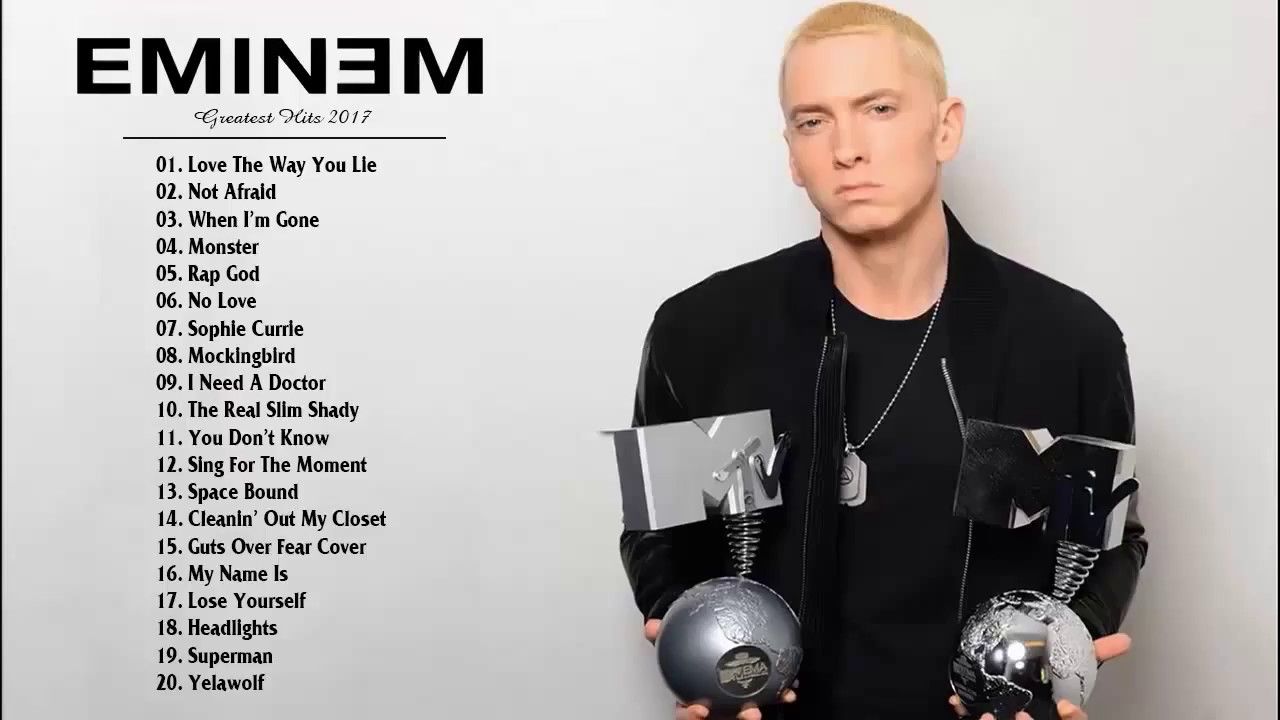 EMINƎM
Greatest Hits 2017
01. Love The Way You Lie
02. Not Afraid
03. When I'm Gone
04. Monster
05. Rap God
06. No Love
07. Sophie Currie
08. Mockingbird
09. I Need A Doctor
10. The Real Slim Shady
11. You Don't Know
12. Sing For The Moment
13. Space Bound
14. Cleanin' Out My Closet
15. Guts Over Fear Cover
16. My Name Is
17. Lose Yourself
18. Headlights
19. Superman
20. Yelawolf
MTV
MTV
EMA